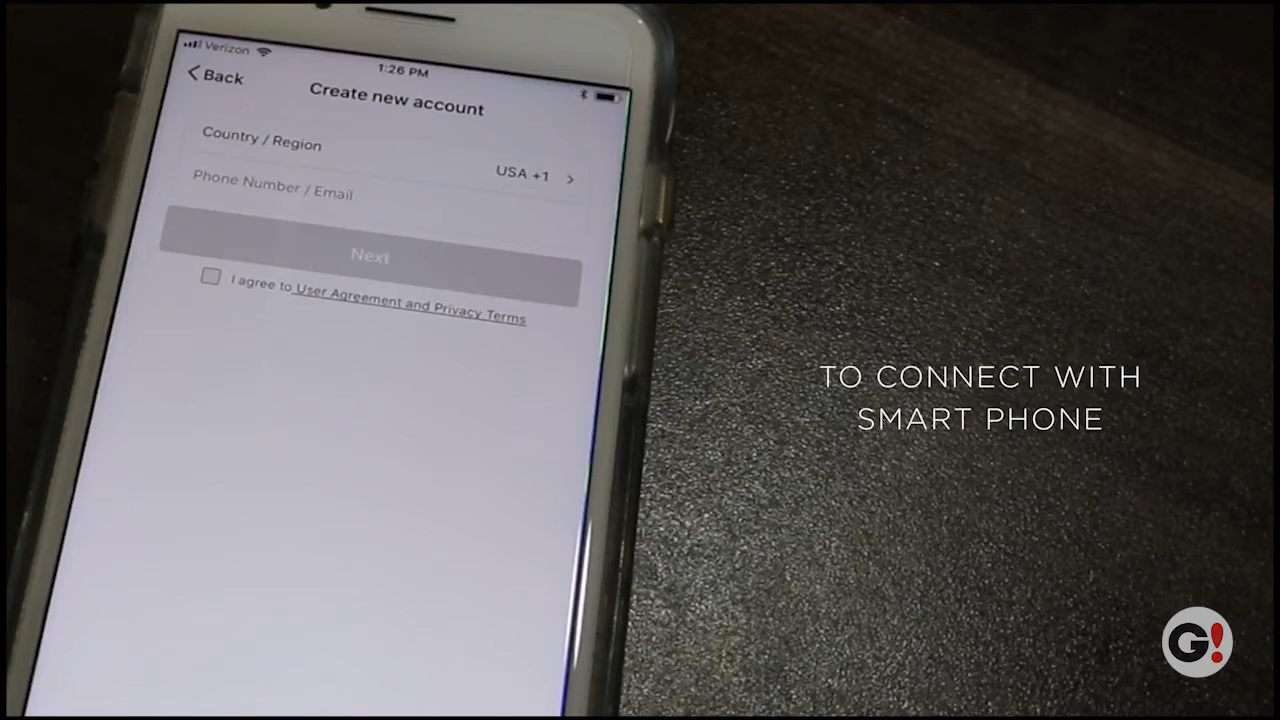 Verizon
1:26 PM
Back
Create new account
Country / Region
USA +1
Phone Number / Email
Next
I agree to User Agreement and Privacy Terms
TO CONNECT WITH
SMART PHONE
G!